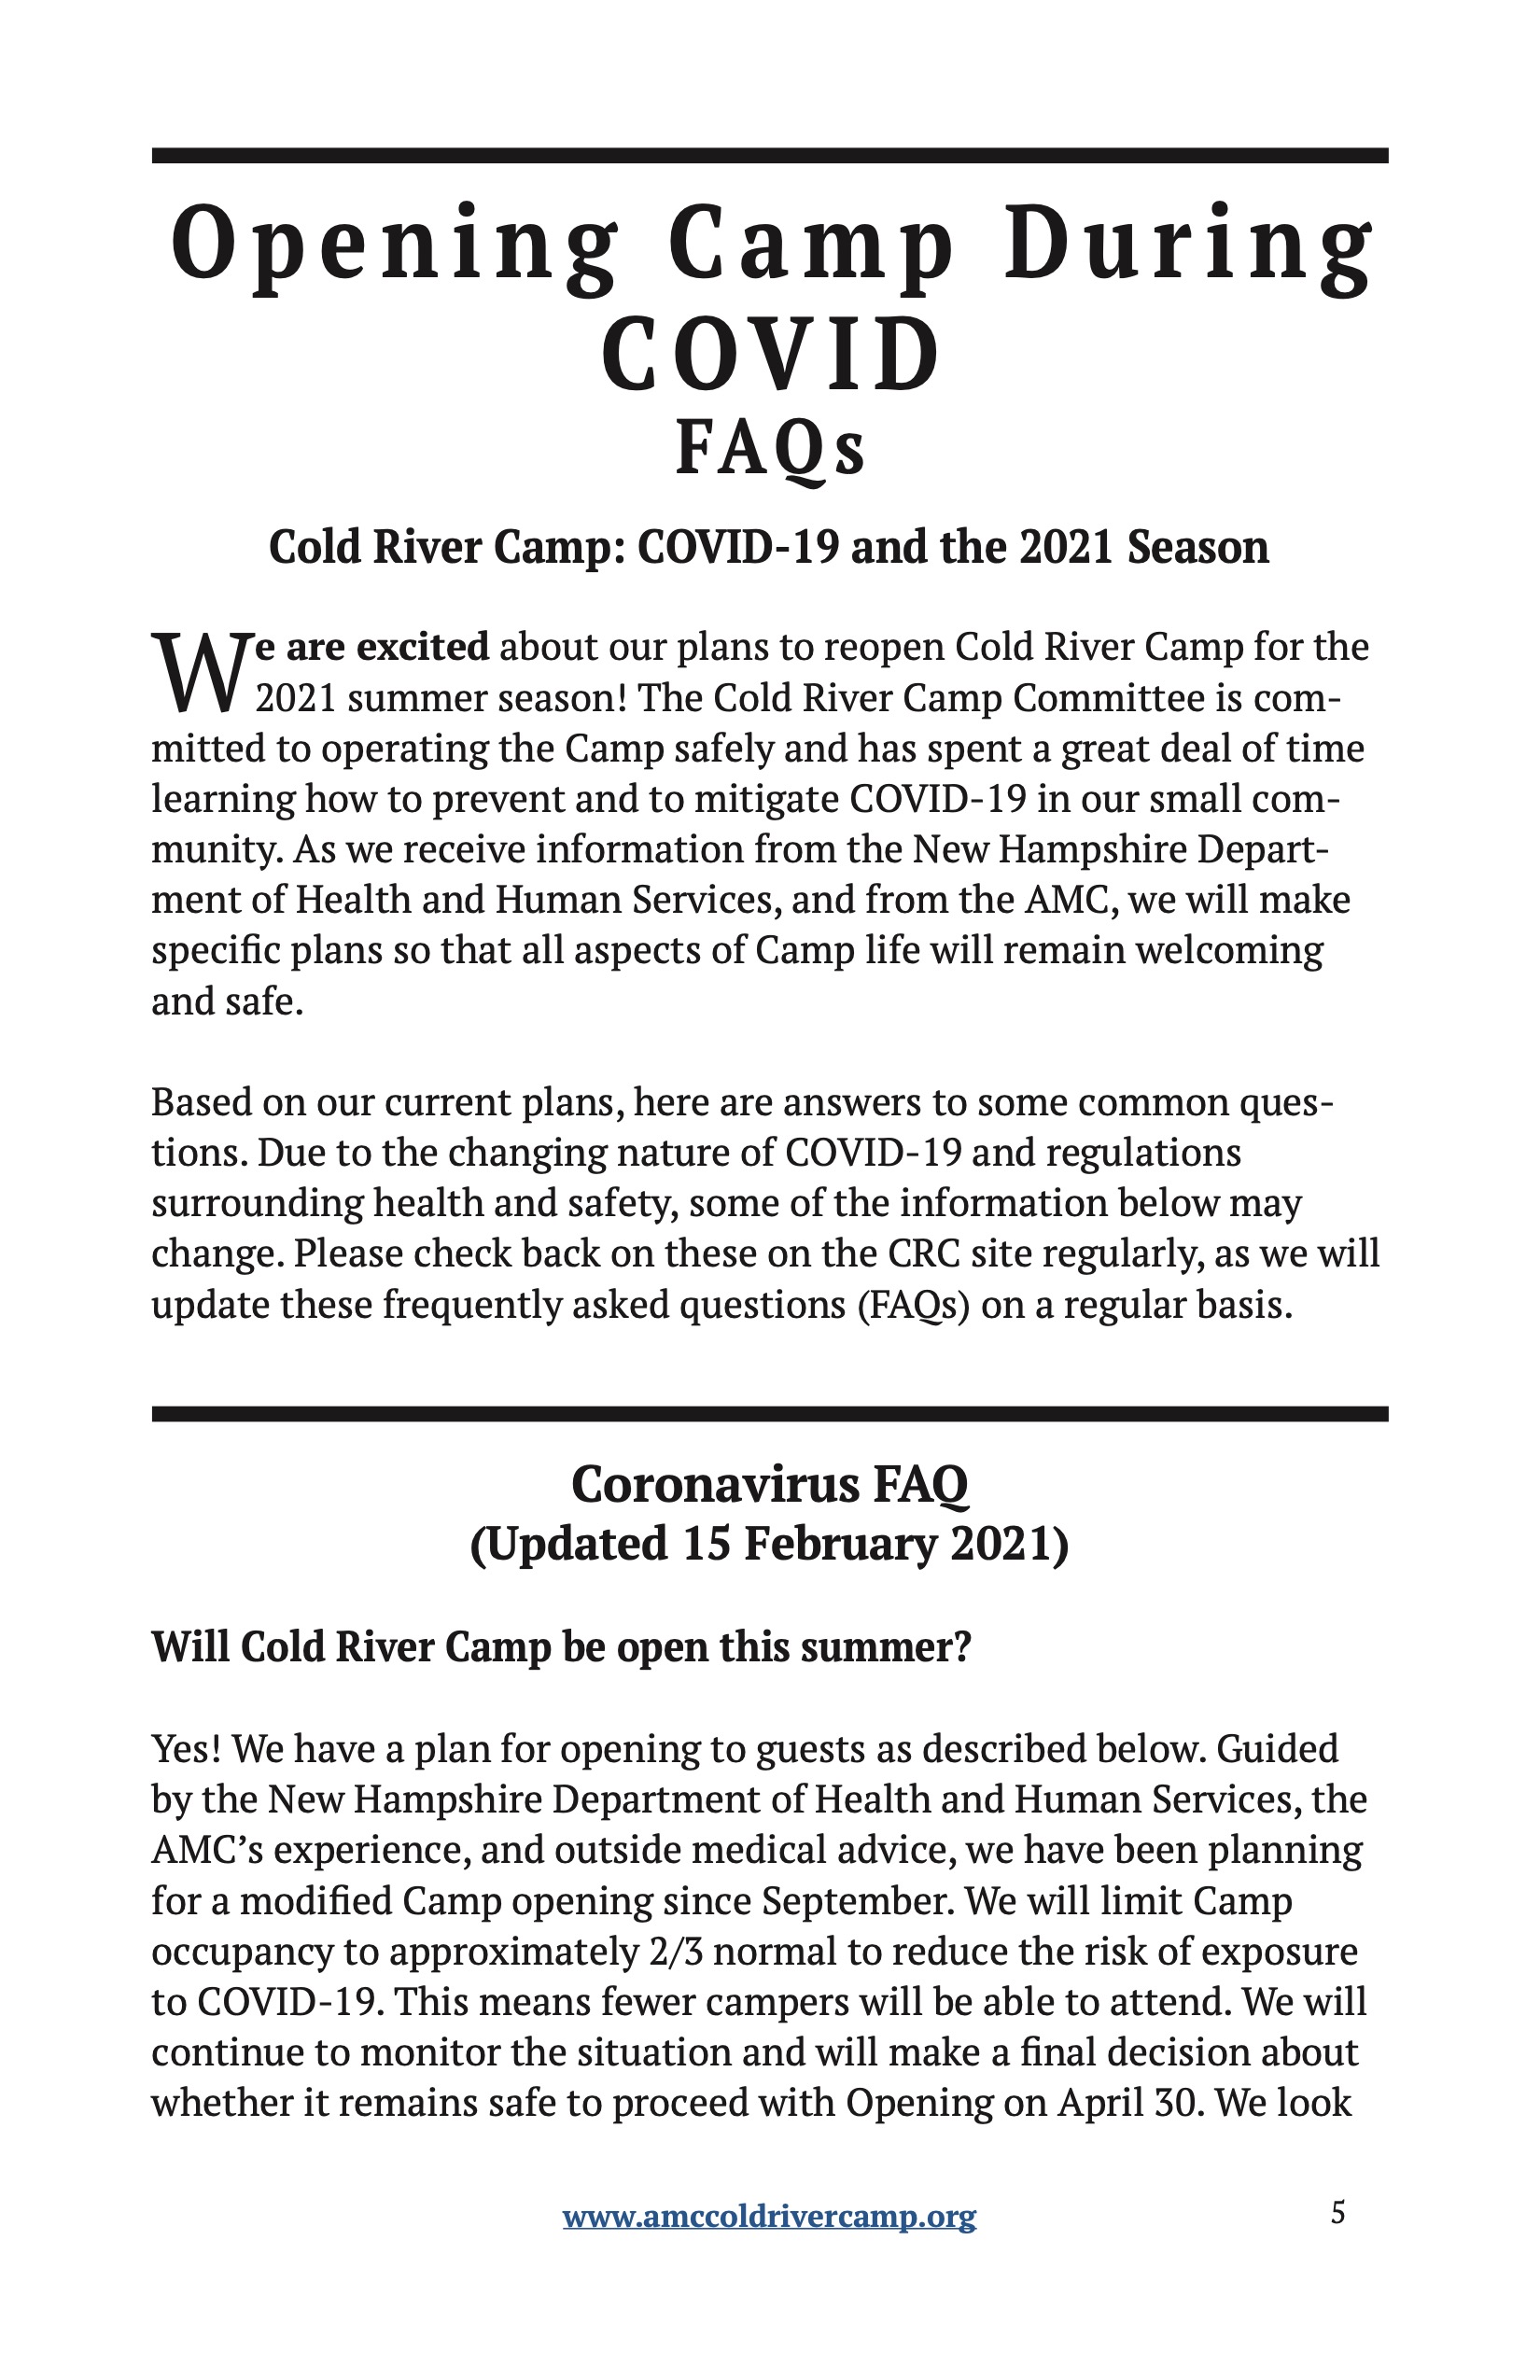 Opening Camp During
COVID
FAQs
Cold River Camp: COVID-19 and the 2021 Season
We are excited about our plans to reopen Cold River Camp for the
2021 summer season! The Cold River Camp Committee is com-
mitted to operating the Camp safely and has spent a great deal of time
learning how to prevent and to mitigate COVID-19 in our small com-
munity. As we receive information from the New Hampshire Depart-
ment of Health and Human Services, and from the AMC, we will make
specific plans so that all aspects of Camp life will remain welcoming
and safe.
Based on our current plans, here are answers to some common ques-
tions. Due to the changing nature of COVID-19 and regulations
surrounding health and safety, some of the information below may
change. Please check back on these on the CRC site regularly, as we will
update these frequently asked questions (FAQs) on a regular basis.
Coronavirus FAQ
(Updated 15 February 2021)
Will Cold River Camp be open this summer?
Yes! We have a plan for opening to guests as described below. Guided
by the New Hampshire Department of Health and Human Services, the
AMC’s experience, and outside medical advice, we have been planning
for a modified Camp opening since September. We will limit Camp
occupancy to approximately 2/3 normal to reduce the risk of exposure
to COVID-19. This means fewer campers will be able to attend. We will
continue to monitor the situation and will make a final decision about
whether it remains safe to proceed with Opening on April 30. We look
www.amccoldrivercamp.org
5